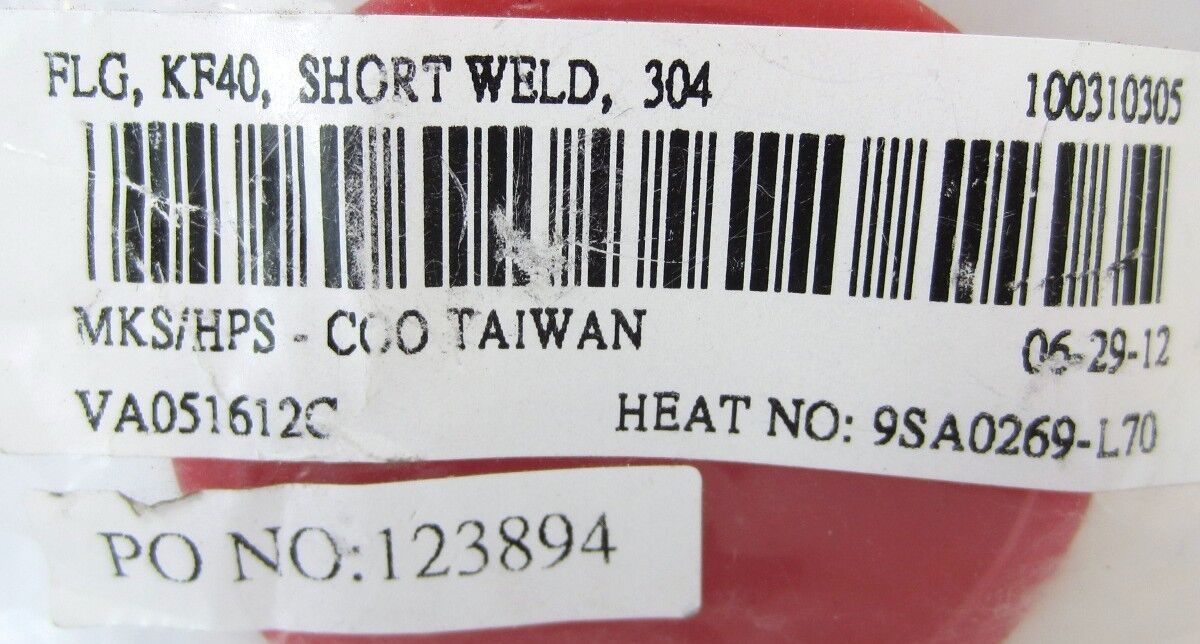 FLG, KF40, SHORT WELD, 304 100310305
MKS/HPS - COO TAIWAN 06-29-12
VA051612C HEAT NO: 9SA0269-L70
PO NO:123894